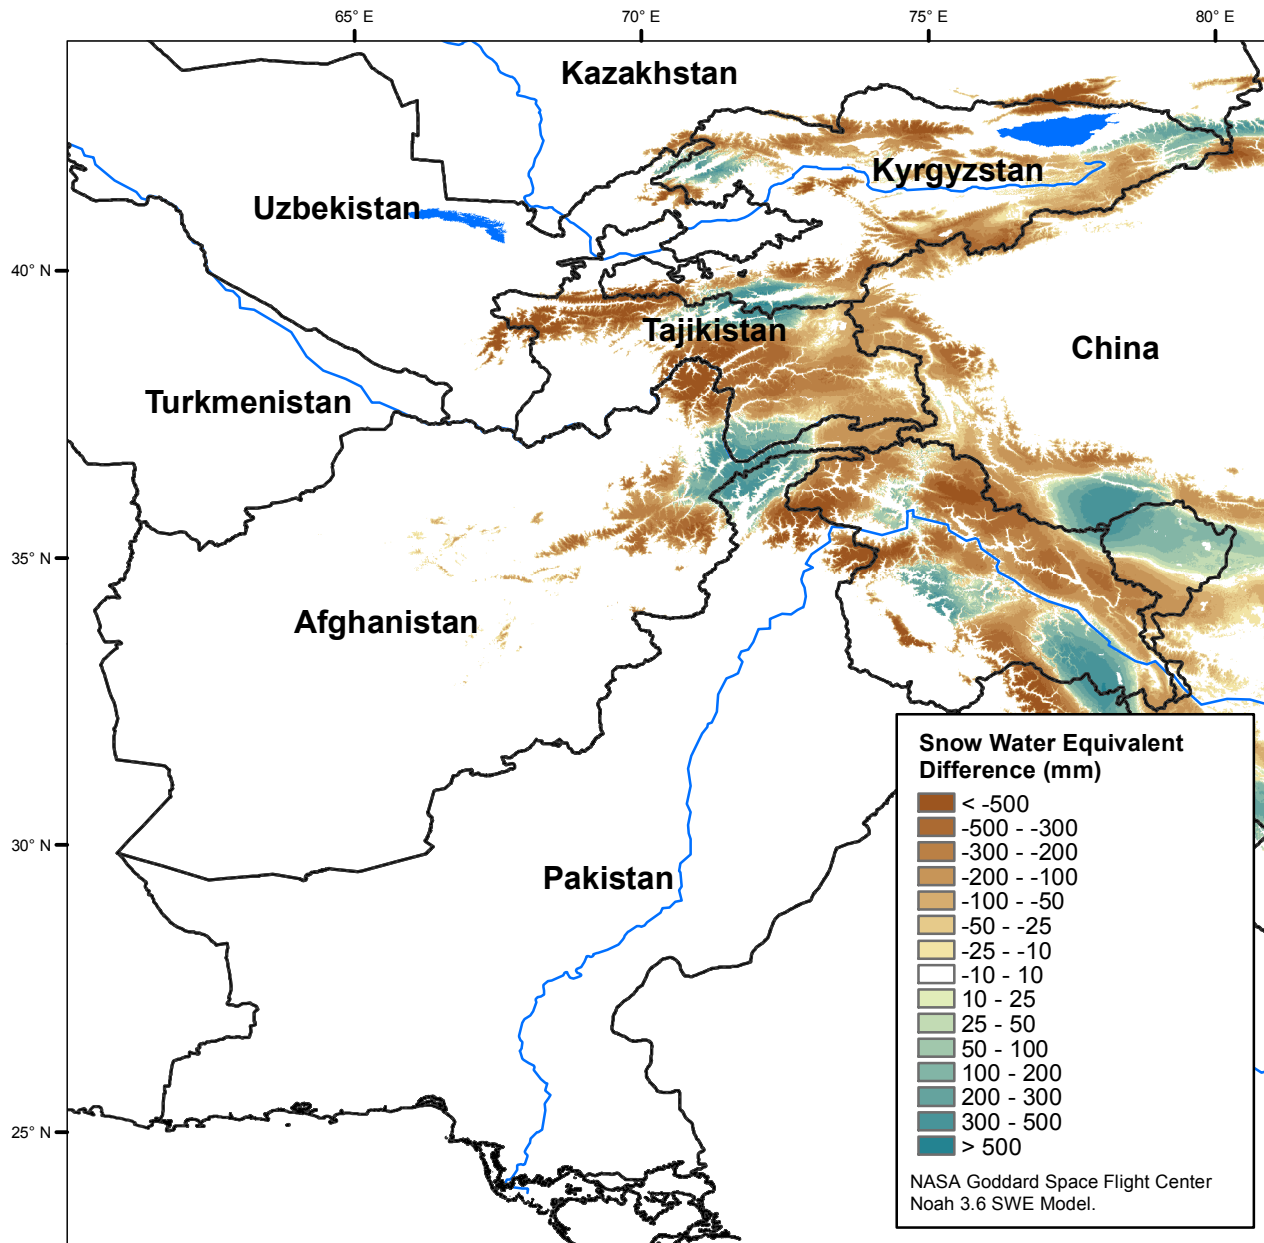 65° E
70° E
75° E
80° E
Kazakhstan
Kyrgyzstan
Uzbekistan
40° N
Tajikistan
China
Turkmenistan
35° N
Afghanistan
Snow Water Equivalent
Difference (mm)
< -500
-500 - -300
-300 - -200
-200 - -100
-100 - -50
-50 - -25
-25 - -10
-10 - 10
10 - 25
25 - 50
50 - 100
100 - 200
200 - 300
300 - 500
> 500
30° N
Pakistan
25° N
NASA Goddard Space Flight Center
Noah 3.6 SWE Model.